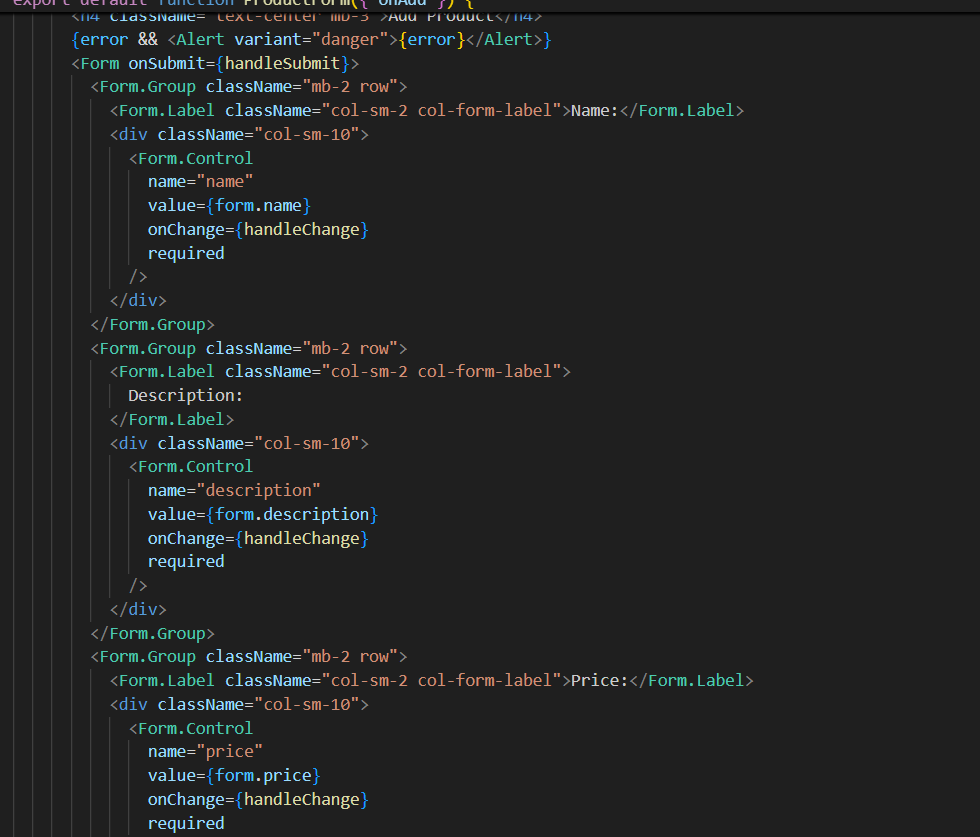 export default function ProductForm({ onAdd }) {
<h4 className="text-center mb-3">Add Product</h4>
{error && <Alert variant="danger">{error}</Alert>}
<Form onSubmit={handleSubmit}>
<Form.Group className="mb-2 row">
<Form.Label className="col-sm-2 col-form-label">Name:</Form.Label>
<div className="col-sm-10">
<Form.Control
name="name"
value={form.name}
onChange={handleChange}
required
/>
</div>
</Form.Group>
<Form.Group className="mb-2 row">
<Form.Label className="col-sm-2 col-form-label">
Description:
</Form.Label>
<div className="col-sm-10">
<Form.Control
name="description"
value={form.description}
onChange={handleChange}
required
/>
</div>
</Form.Group>
<Form.Group className="mb-2 row">
<Form.Label className="col-sm-2 col-form-label">Price:</Form.Label>
<div className="col-sm-10">
<Form.Control
name="price"
value={form.price}
onChange={handleChange}
required